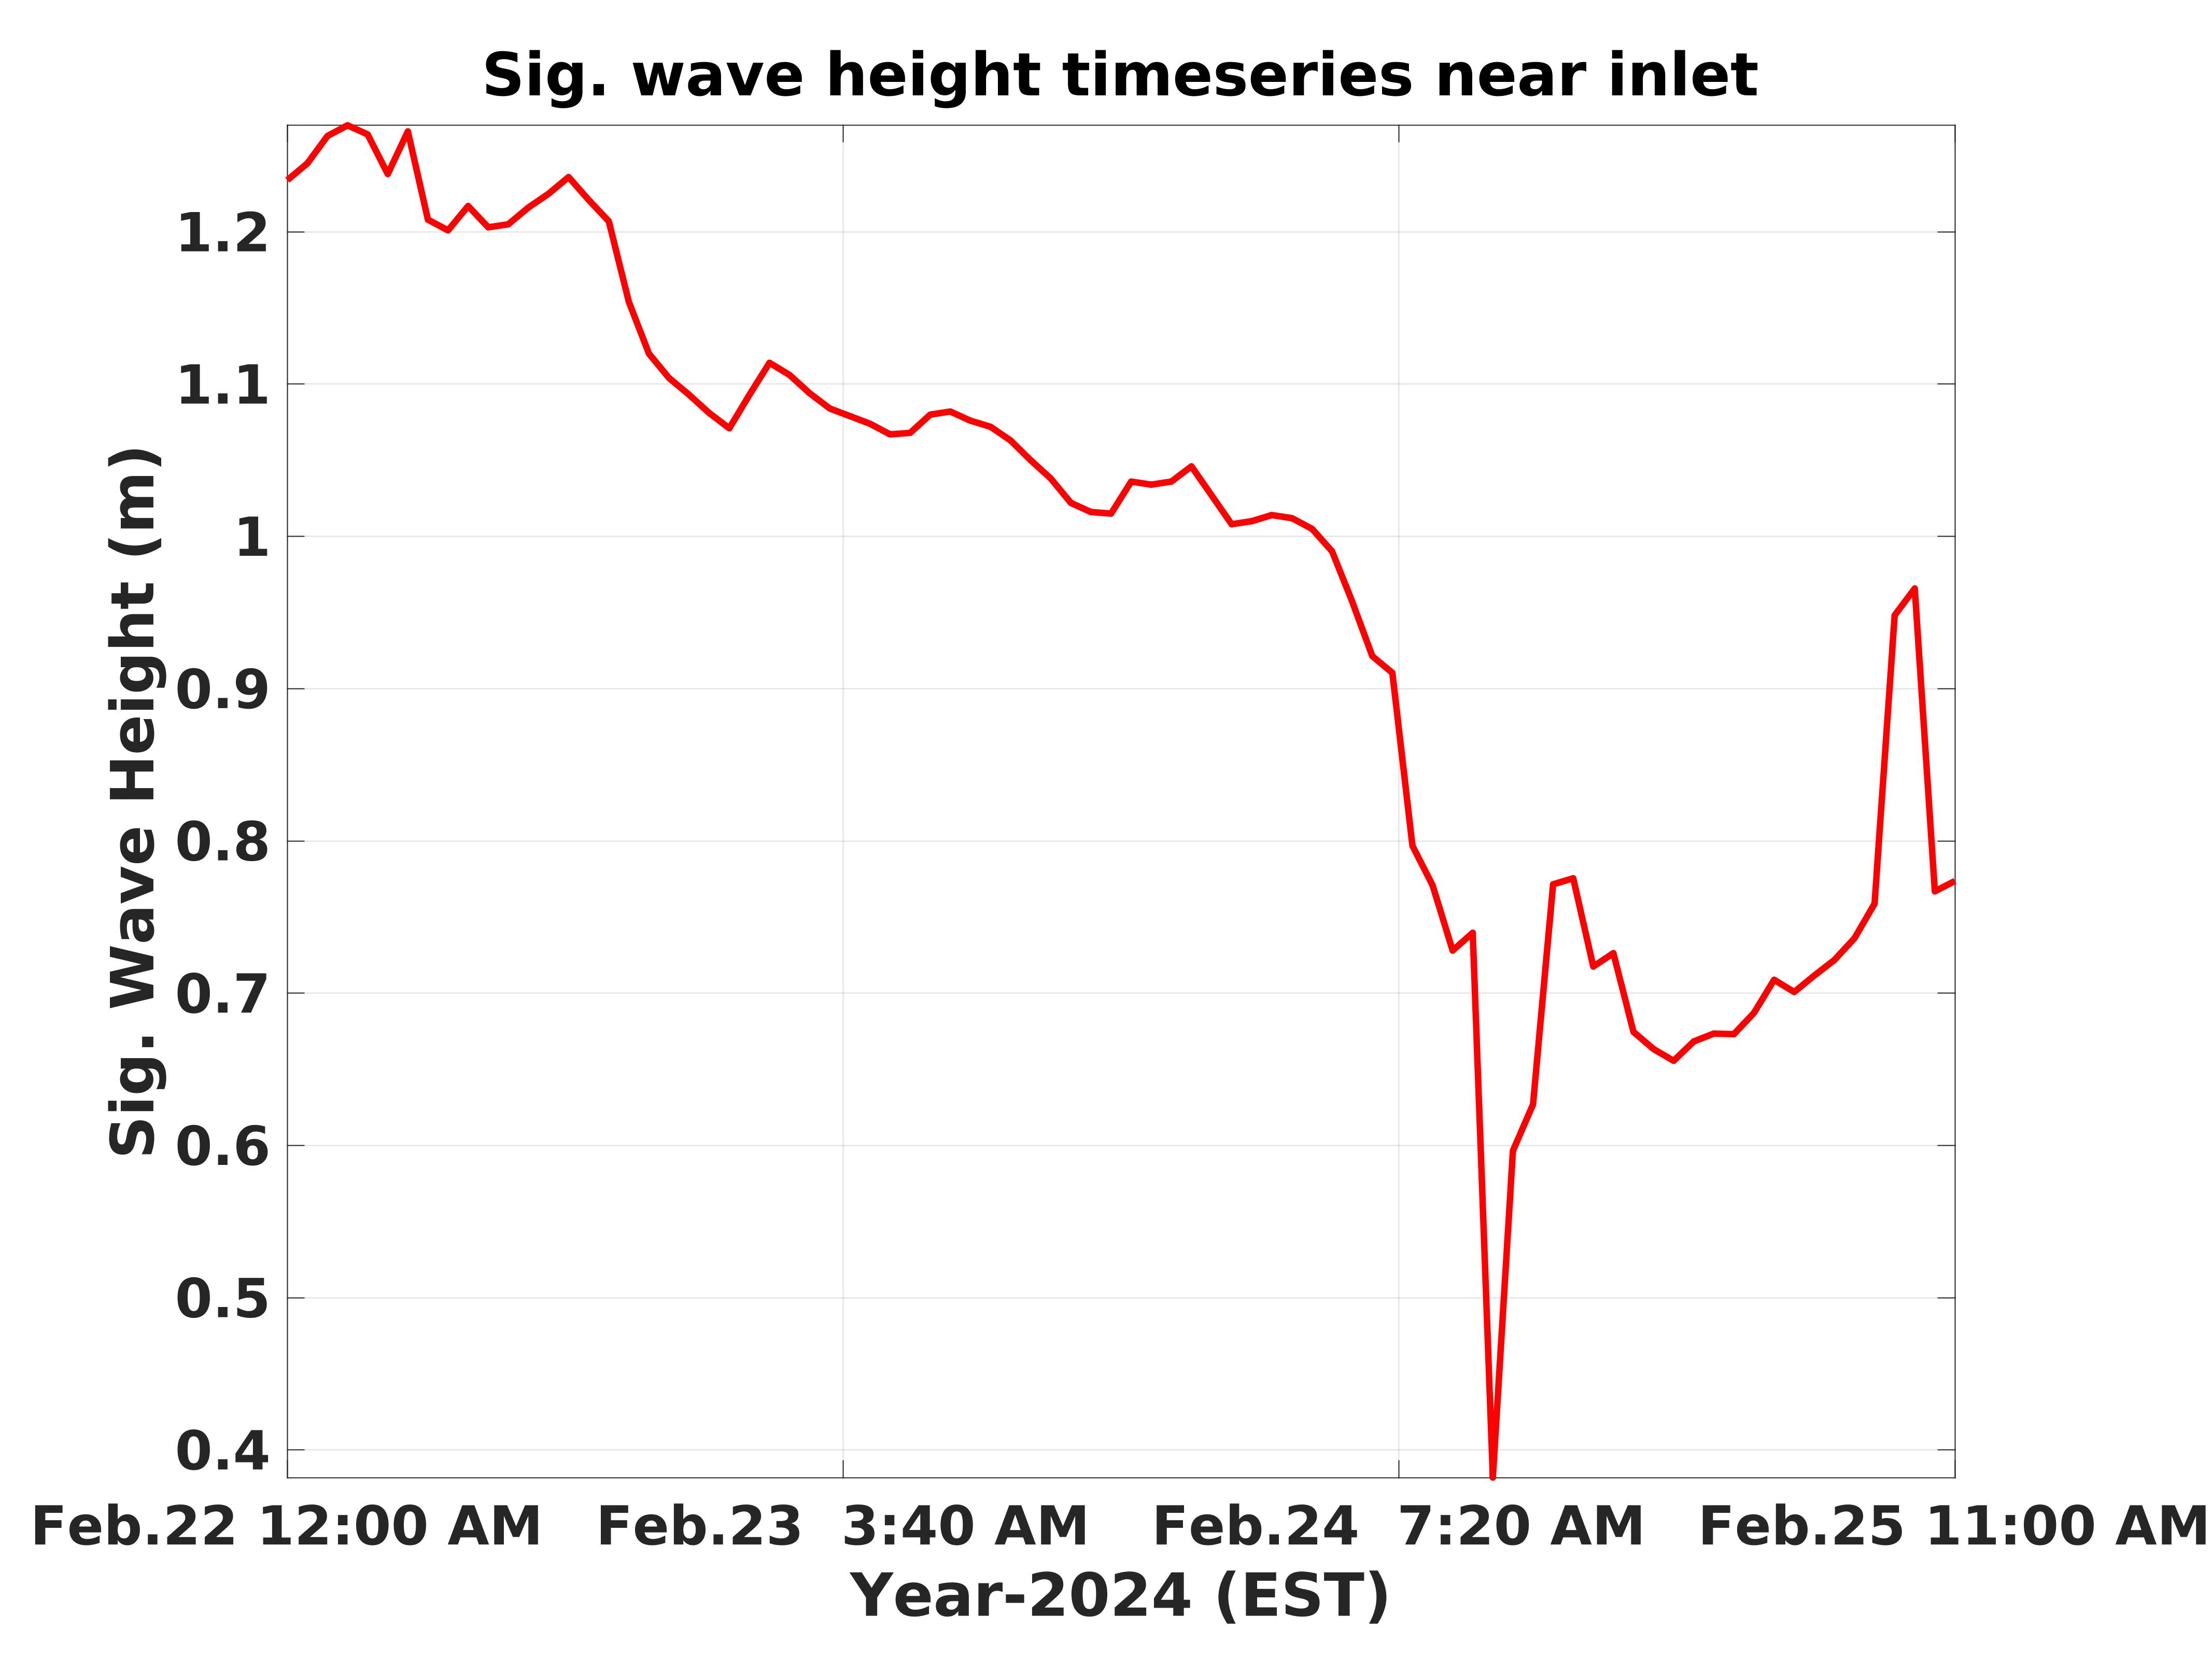 Sig. wave height timeseries near inlet
Sig. Wave Height (m)
1.2
1.1
1
0.9
0.8
0.7
0.6
0.5
0.4
Feb.22 12:00 AM Feb.23 3:40 AM Feb.24 7:20 AM Feb.25 11:00 AM
Year-2024 (EST)